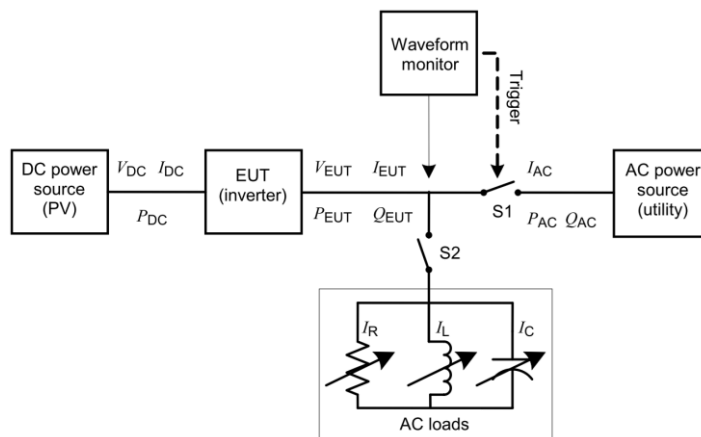 Waveform
monitor
Trigger
DC power
source
(PV)
V_DC I_DC
P_DC
EUT
(inverter)
V_EUT I_EUT
P_EUT Q_EUT
S1
I_AC
P_AC Q_AC
AC power
source
(utility)
S2
I_R
I_L
I_C
AC loads